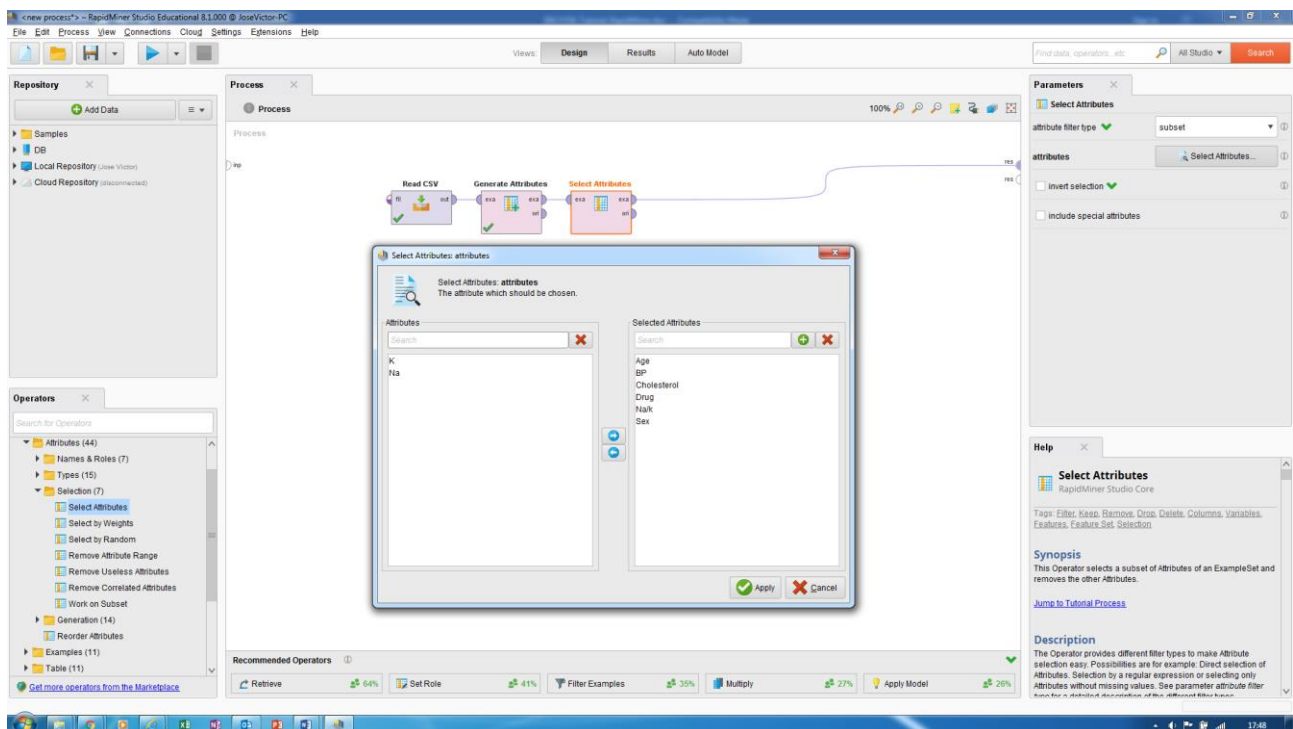 <new process*> – RapidMiner Studio Educational 8.1.000 @ JoseVictor-PC
File Edit Process View Connections Cloud Settings Extensions Help
Views: Design Results Auto Model
Find data, operators...etc All Studio Search
Repository
Add Data
Samples
DB
Local Repository (Jose Victor)
Cloud Repository (disconnected)
Operators
Search for Operators
Attributes (44)
Names & Roles (7)
Types (15)
Selection (7)
Select Attributes
Select by Weights
Select by Random
Remove Attribute Range
Remove Useless Attributes
Remove Correlated Attributes
Work on Subset
Generation (14)
Reorder Attributes
Examples (11)
Table (11)
Get more operators from the Marketplace
Process
Process
100%
Process
inp
res
res
Read CSV Generate Attributes Select Attributes
fil out exa exa exa exa
ori ori
Select Attributes: attributes
Select Attributes: attributes
The attribute which should be chosen.
Attributes
Search
K
Na
Selected Attributes
Search
Age
BP
Cholesterol
Drug
Na/k
Sex
Apply Cancel
Recommended Operators
Retrieve 64% Set Role 41% Filter Examples 35% Multiply 27% Apply Model 26%
Parameters
Select Attributes
attribute filter type subset
attributes Select Attributes...
invert selection
include special attributes
Help
Select Attributes
RapidMiner Studio Core
Tags: Filter, Keep, Remove, Drop, Delete, Columns, Variables,
Features, Feature Set, Selection
Synopsis
This Operator selects a subset of Attributes of an ExampleSet and
removes the other Attributes.
Jump to Tutorial Process
Description
The Operator provides different filter types to make Attribute
selection easy. Possibilities are for example: Direct selection of
Attributes. Selection by a regular expression or selecting only
Attributes without missing values. See parameter attribute filter
type for a detailed description of the different filter types.
17:48